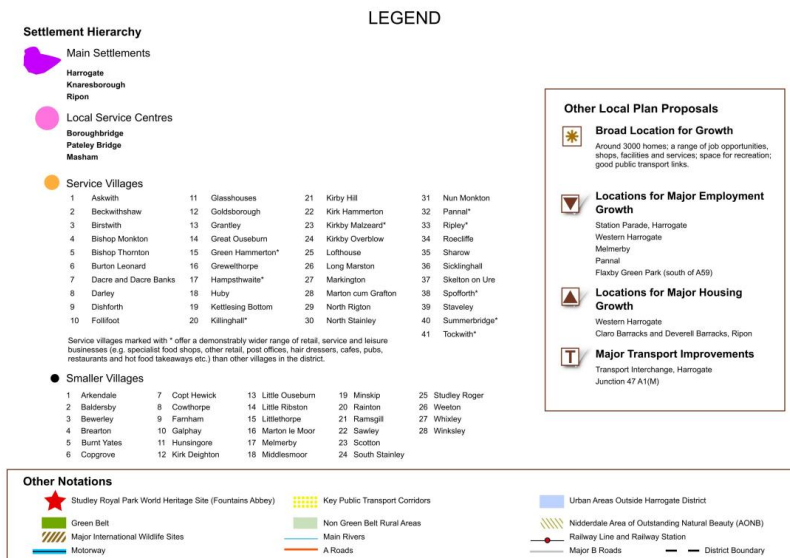 LEGEND
Settlement Hierarchy
Main Settlements
Harrogate
Knaresborough
Ripon
Local Service Centres
Boroughbridge
Pateley Bridge
Masham
Service Villages
1 Askwith
2 Beckwithshaw
3 Birstwith
4 Bishop Monkton
5 Bishop Thornton
6 Burton Leonard
7 Dacre and Dacre Banks
8 Darley
9 Dishforth
10 Follifoot
11 Glasshouses
12 Goldsborough
13 Grantley
14 Great Ouseburn
15 Green Hammerton*
16 Grewelthorpe
17 Hampsthwaite*
18 Huby
19 Kettlesing Bottom
20 Killinghall*
21 Kirby Hill
22 Kirk Hammerton
23 Kirkby Malzeard*
24 Kirkby Overblow
25 Lofthouse
26 Long Marston
27 Markington
28 Marton cum Grafton
29 North Rigton
30 North Stainley
31 Nun Monkton
32 Pannal*
33 Ripley*
34 Roecliffe
35 Sharow
36 Sicklinghall
37 Skelton on Ure
38 Spofforth*
39 Staveley
40 Summerbridge*
41 Tockwith*
Service villages marked with * offer a demonstrably wider range of retail, service and leisure
businesses (e.g. specialist food shops, other retail, post offices, hair dressers, cafes, pubs,
restaurants and hot food takeaways etc.) than other villages in the district.
Smaller Villages
1 Arkendale
2 Baldersby
3 Bewerley
4 Brearton
5 Burnt Yates
6 Copgrove
7 Copt Hewick
8 Cowthorpe
9 Farnham
10 Galphay
11 Hunsingore
12 Kirk Deighton
13 Little Ouseburn
14 Little Ribston
15 Littlethorpe
16 Marton le Moor
17 Melmerby
18 Middlesmoor
19 Minskip
20 Rainton
21 Ramsgill
22 Sawley
23 Scotton
24 South Stainley
25 Studley Roger
26 Weeton
27 Whixley
28 Winksley
Other Local Plan Proposals
Broad Location for Growth
Around 3000 homes; a range of job opportunities,
shops, facilities and services; space for recreation;
good public transport links.
Locations for Major Employment
Growth
Station Parade, Harrogate
Western Harrogate
Melmerby
Pannal
Flaxby Green Park (south of A59)
Locations for Major Housing
Growth
Western Harrogate
Claro Barracks and Deverell Barracks, Ripon
T Major Transport Improvements
Transport Interchange, Harrogate
Junction 47 A1(M)
Other Notations
Studley Royal Park World Heritage Site (Fountains Abbey)
Green Belt
Major International Wildlife Sites
Motorway
Key Public Transport Corridors
Non Green Belt Rural Areas
Main Rivers
A Roads
Urban Areas Outside Harrogate District
Nidderdale Area of Outstanding Natural Beauty (AONB)
Railway Line and Railway Station
Major B Roads
District Boundary